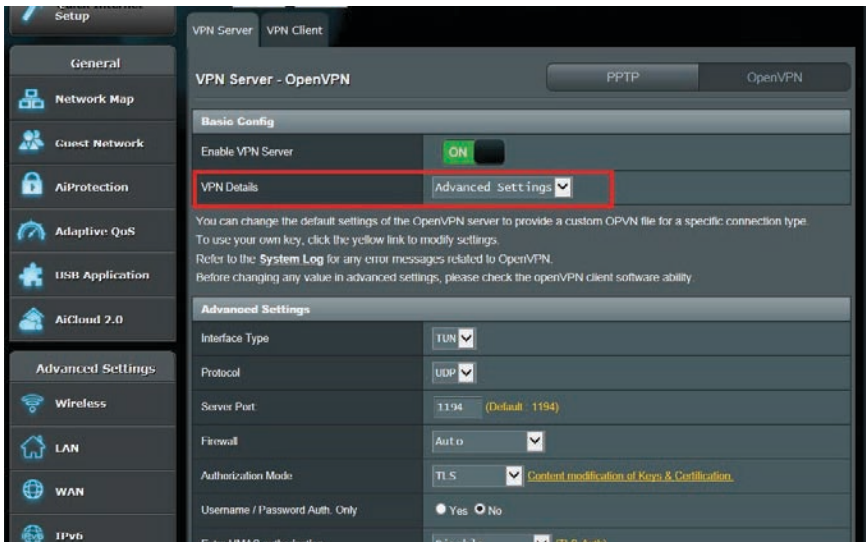 Setup
VPN Server VPN Client
General
VPN Server - OpenVPN PPTP OpenVPN
Network Map
Basic Config
Guest Network
Enable VPN Server ON
AiProtection
VPN Details Advanced Settings
Adaptive QoS
You can change the default settings of the OpenVPN server to provide a custom OPVN file for a specific connection type.
To use your own key, click the yellow link to modify settings.
Refer to the System Log for any error messages related to OpenVPN.
Before changing any value in advanced settings, please check the openVPN client software ability.
USB Application
AiCloud 2.0
Advanced Settings
Interface Type TUN
Advanced Settings
Protocol UDP
Wireless
Server Port 1194 (Default : 1194)
LAN
Firewall Auto
Authorization Mode TLS Content modification of Keys & Certification.
WAN
Username / Password Auth. Only Yes No
IPv6